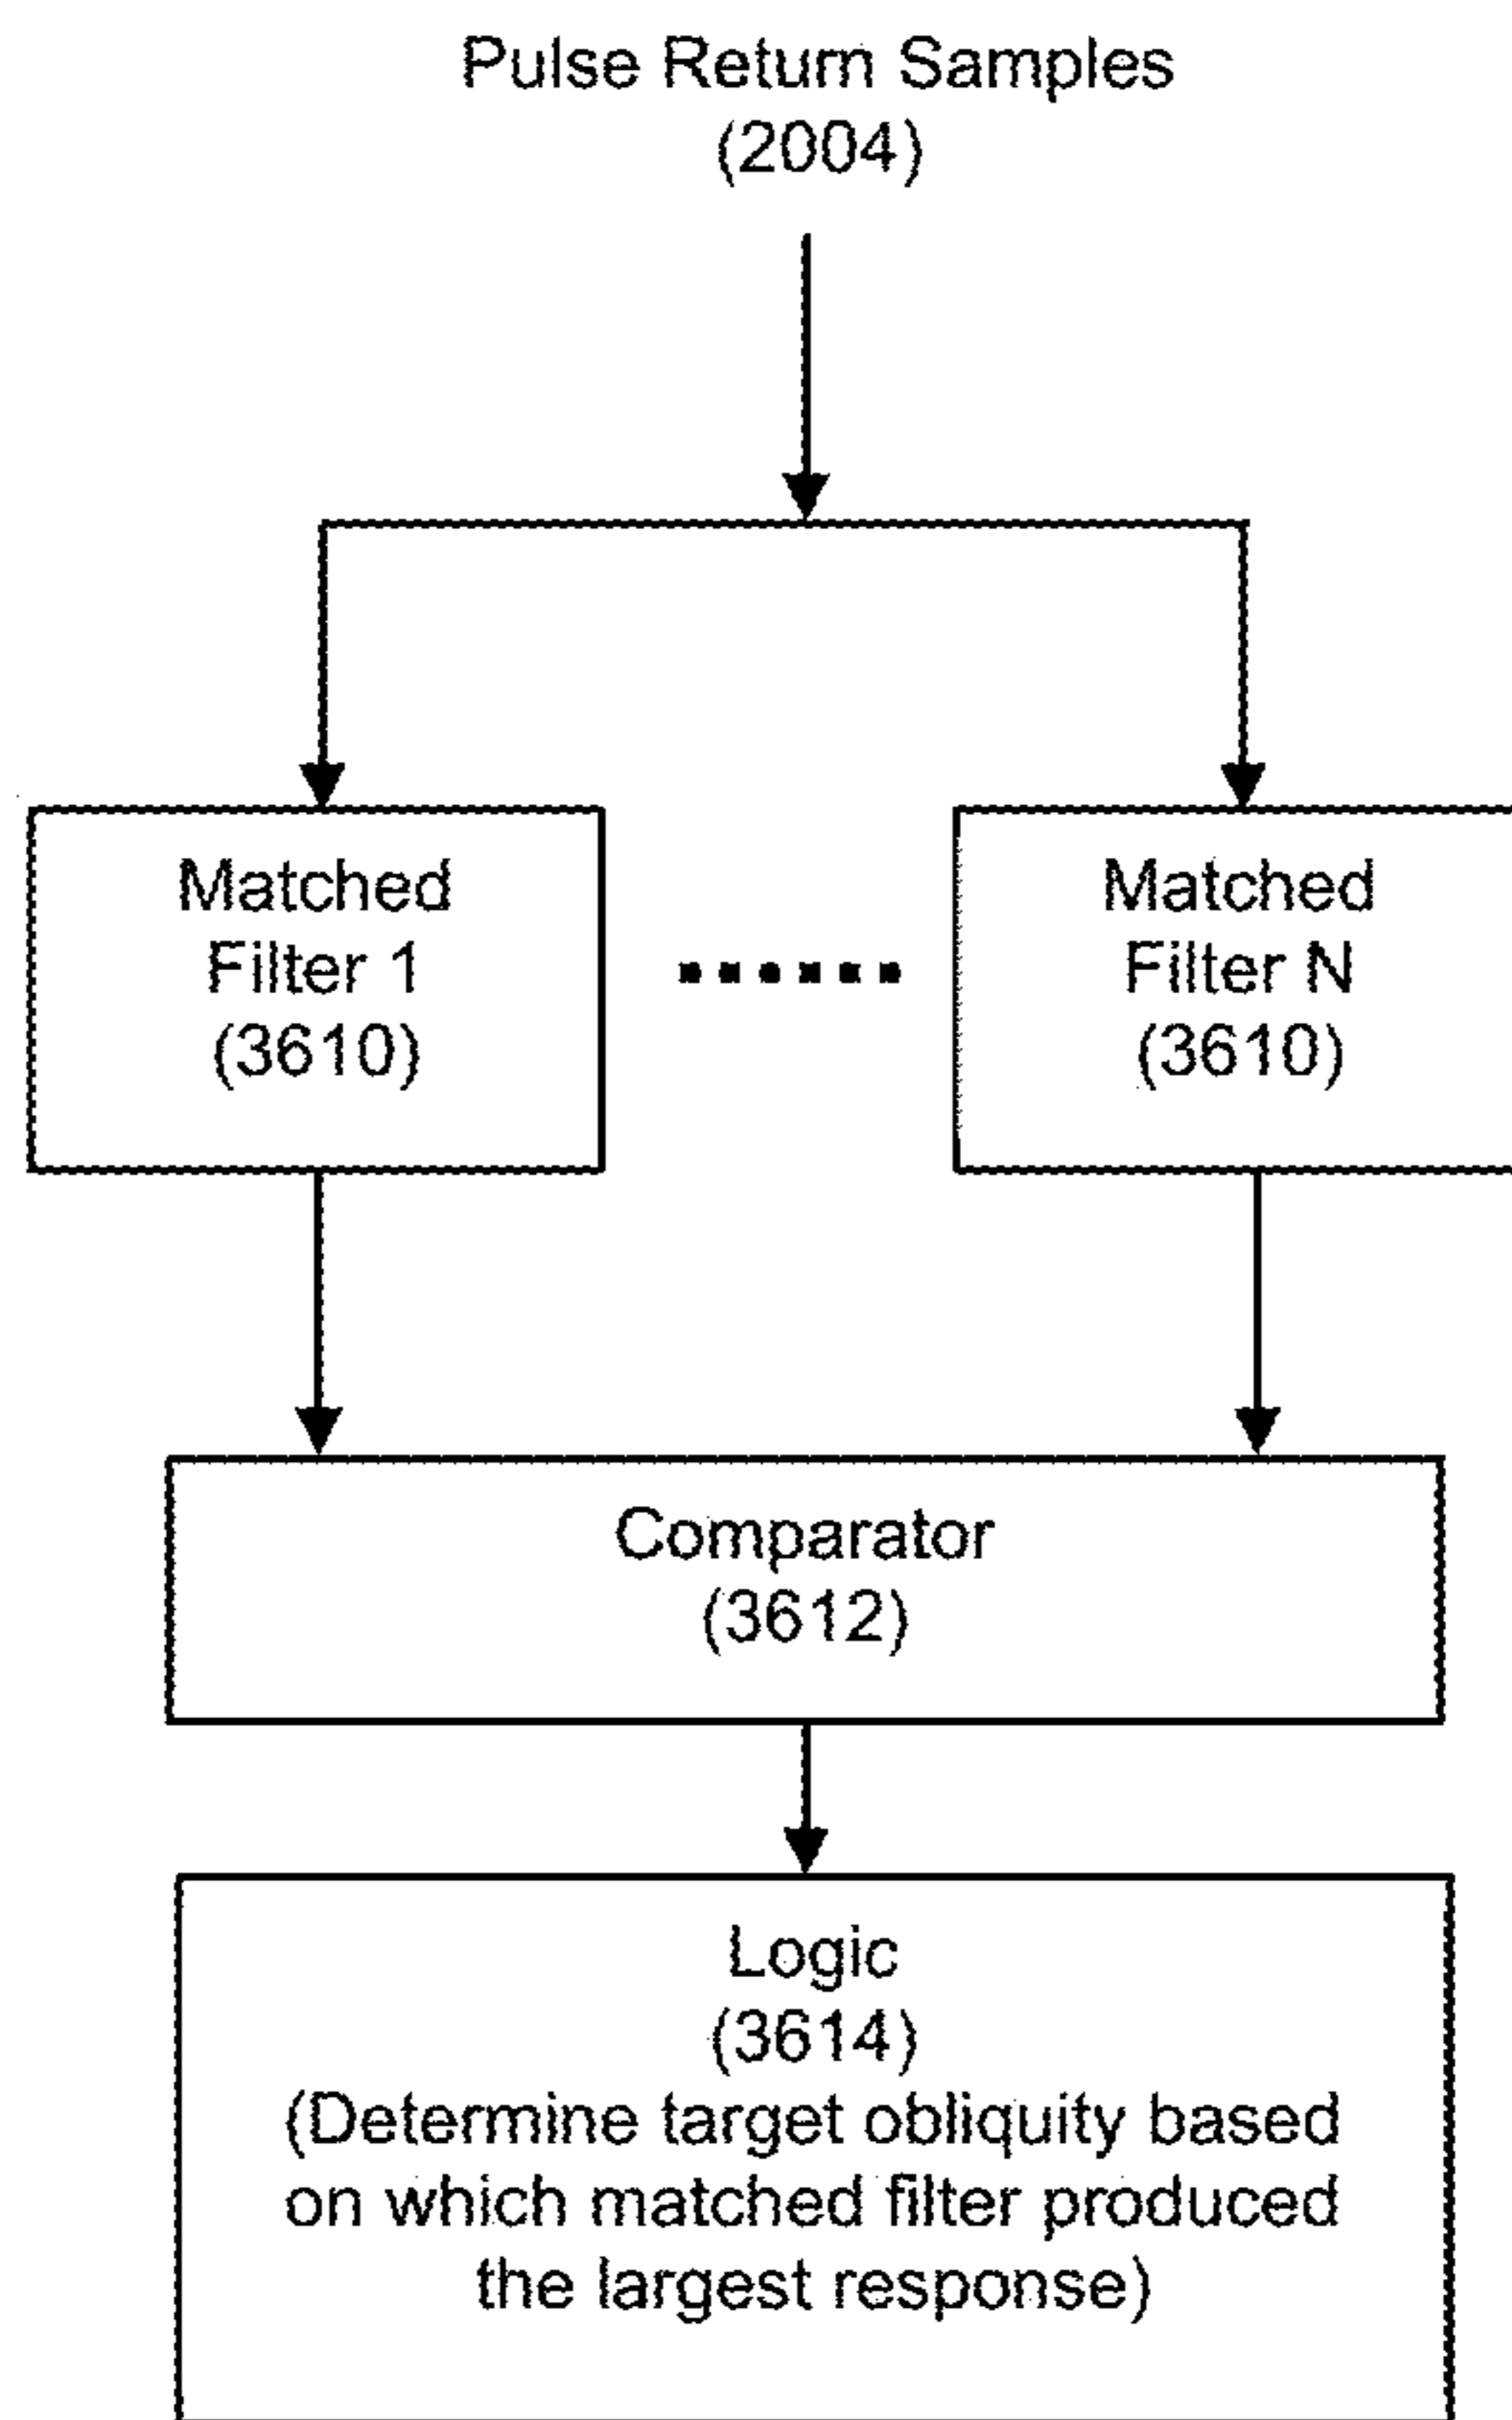 Pulse Return Samples
(2004)
Matched
Filter 1
(3610)
Matched
Filter N
(3610)
Comparator
(3612)
Logic
(3614)
(Determine target obliquity based
on which matched filter produced
the largest response)